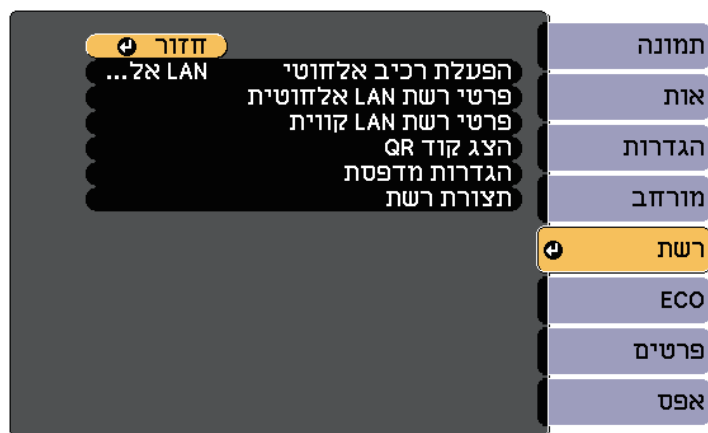 תמונה
אות
הגדרות
מורחב
רשת
ECO
פרטים
אפס
חזור
הפעלת רכיב אלחוטי LAN אל...
פרטי רשת LAN אלחוטית
פרטי רשת LAN קווית
הצג קוד QR
הגדרות מדפסת
תצורת רשת